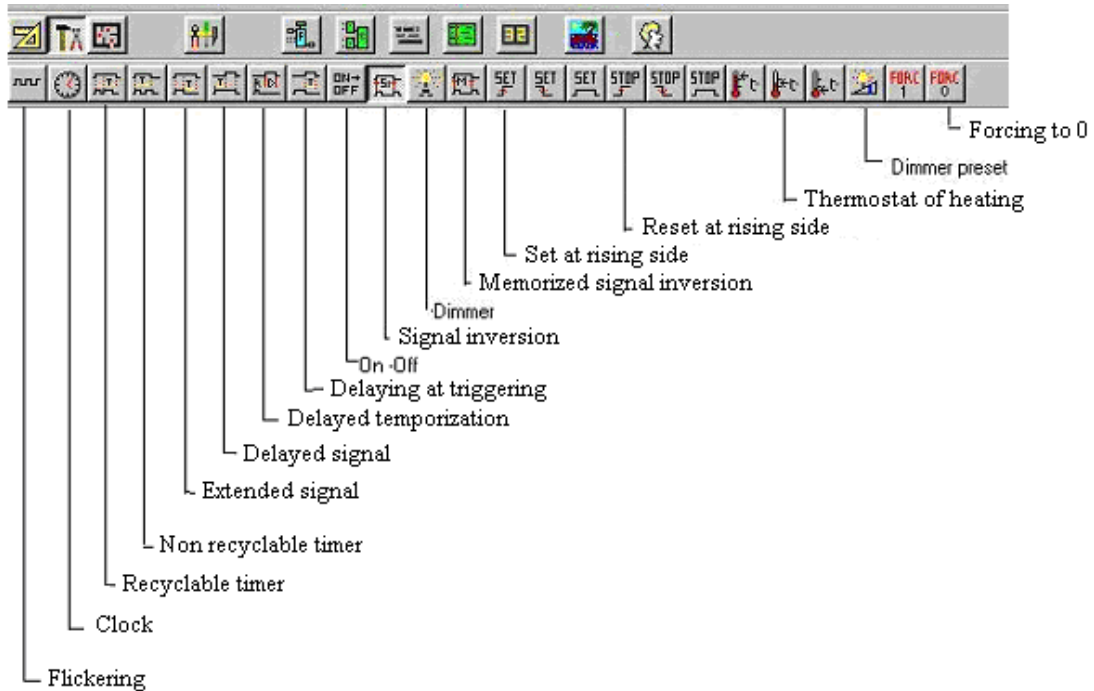 ON→ OFF SET SET SET STOP STOP STOP FORC 1 FORC 0
Forcing to 0
Dimmer preset
Thermostat of heating
Reset at rising side
Set at rising side
Memorized signal inversion
Dimmer
Signal inversion
On -Off
Delaying at triggering
Delayed temporization
Delayed signal
Extended signal
Non recyclable timer
Recyclable timer
Clock
Flickering